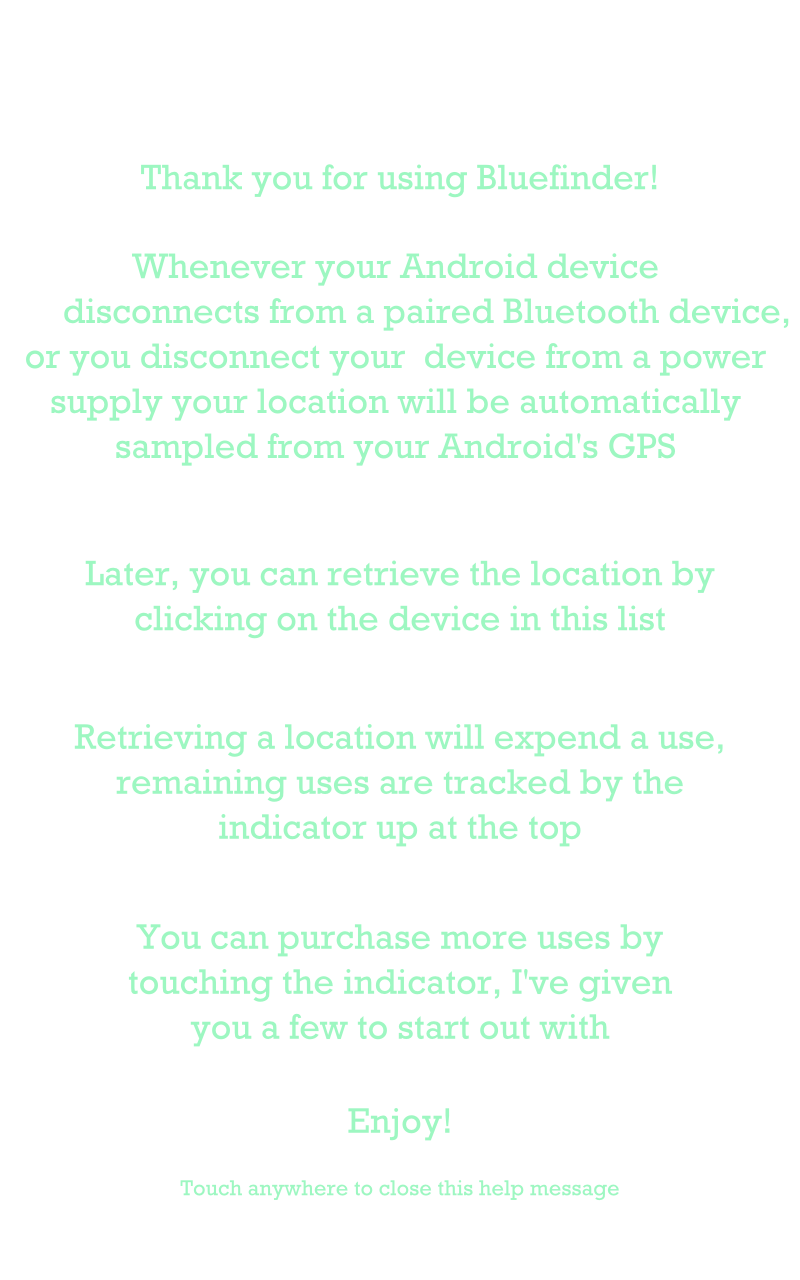 Thank you for using Bluefinder!
Whenever your Android device
disconnects from a paired Bluetooth device,
or you disconnect your  device from a power
supply your location will be automatically
sampled from your Android's GPS
Later, you can retrieve the location by
clicking on the device in this list
Retrieving a location will expend a use,
remaining uses are tracked by the
indicator up at the top
You can purchase more uses by
touching the indicator, I've given
you a few to start out with
Enjoy!
Touch anywhere to close this help message